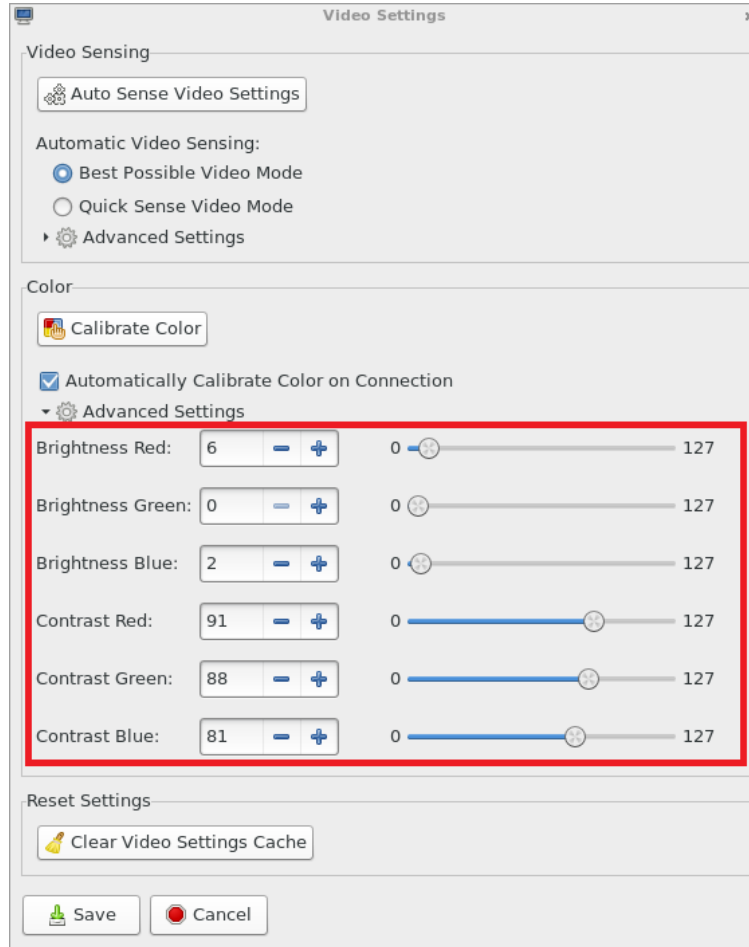 Video Settings
Video Sensing
Auto Sense Video Settings
Automatic Video Sensing:
Best Possible Video Mode
Quick Sense Video Mode
Advanced Settings
Color
Calibrate Color
Automatically Calibrate Color on Connection
Advanced Settings
Brightness Red: 6 0 127
Brightness Green: 0 0 127
Brightness Blue: 2 0 127
Contrast Red: 91 0 127
Contrast Green: 88 0 127
Contrast Blue: 81 0 127
Reset Settings
Clear Video Settings Cache
Save Cancel